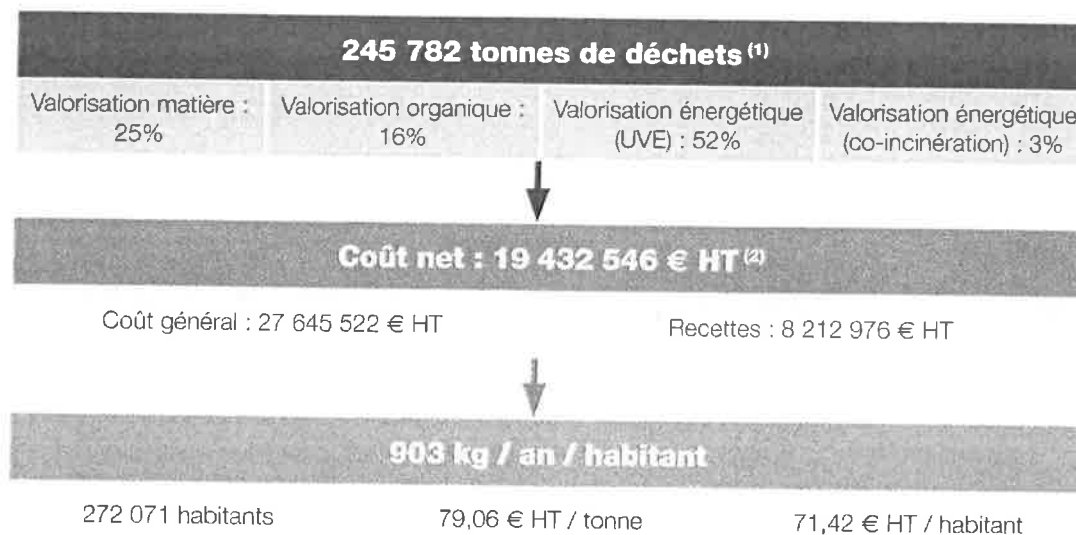 245 782 tonnes de déchets (1)
Valorisation matière :
25%
Valorisation organique :
16%
Valorisation énergétique
(UVE) : 52%
Valorisation énergétique
(co-incinération) : 3%
Coût net : 19 432 546 € HT (2)
Coût général : 27 645 522 € HT
Recettes : 8 212 976 € HT
903 kg / an / habitant
272 071 habitants
79,06 € HT / tonne
71,42 € HT / habitant